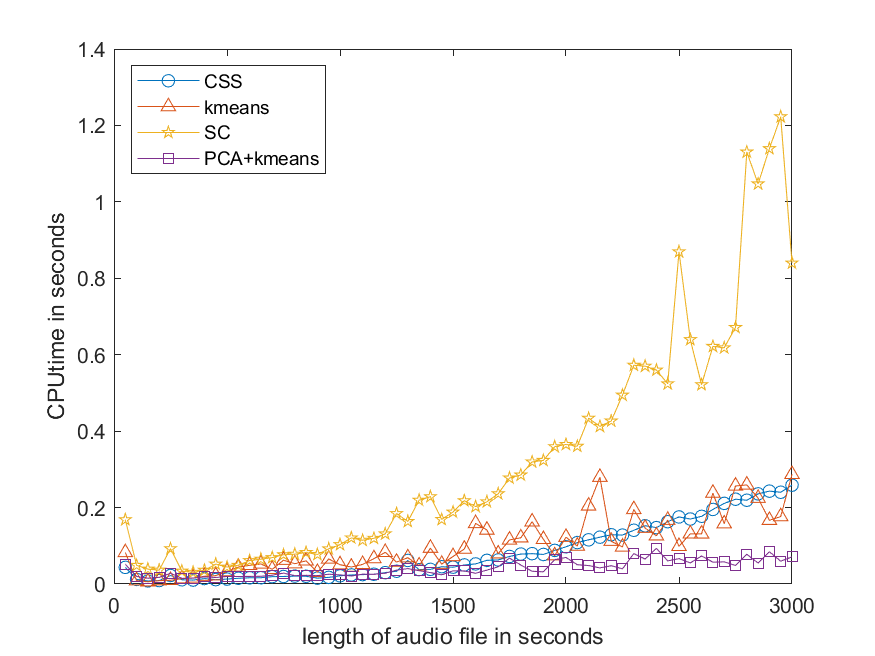 1.4
1.2
1
0.8
0.6
0.4
0.2
0
CPUtime in seconds
CSS
kmeans
SC
PCA+kmeans
0 500 1000 1500 2000 2500 3000
length of audio file in seconds